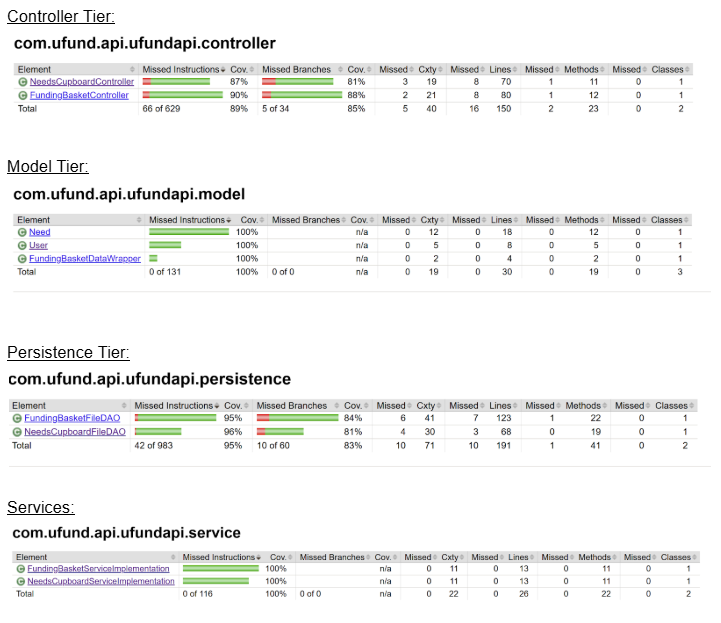 Controller Tier:
com.ufund.api.ufundapi.controller
Element Missed Instructions Cov. Missed Branches Cov. Missed Cxty Missed Lines Missed Methods Missed Classes
NeedsCupboardController 87% 81% 3 19 8 70 1 11 0 1
FundingBasketController 90% 88% 2 21 8 80 1 12 0 1
Total 66 of 629 89% 5 of 34 85% 5 40 16 150 2 23 0 2
Model Tier:
com.ufund.api.ufundapi.model
Element Missed Instructions Cov. Missed Branches Cov. Missed Cxty Missed Lines Missed Methods Missed Classes
Need 100% n/a 0 12 0 18 0 12 0 1
User 100% n/a 0 5 0 8 0 5 0 1
FundingBasketDataWrapper 100% n/a 0 2 0 4 0 2 0 1
Total 0 of 131 100% 0 of 0 n/a 0 19 0 30 0 19 0 3
Persistence Tier:
com.ufund.api.ufundapi.persistence
Element Missed Instructions Cov. Missed Branches Cov. Missed Cxty Missed Lines Missed Methods Missed Classes
FundingBasketFileDAO 95% 84% 6 41 7 123 1 22 0 1
NeedsCupboardFileDAO 96% 81% 4 30 3 68 0 19 0 1
Total 42 of 983 95% 10 of 60 83% 10 71 10 191 1 41 0 2
Services:
com.ufund.api.ufundapi.service
Element Missed Instructions Cov. Missed Branches Cov. Missed Cxty Missed Lines Missed Methods Missed Classes
FundingBasketServiceImplementation 100% n/a 0 11 0 13 0 11 0 1
NeedsCupboardServiceImplementation 100% n/a 0 11 0 13 0 11 0 1
Total 0 of 116 100% 0 of 0 n/a 0 22 0 26 0 22 0 2